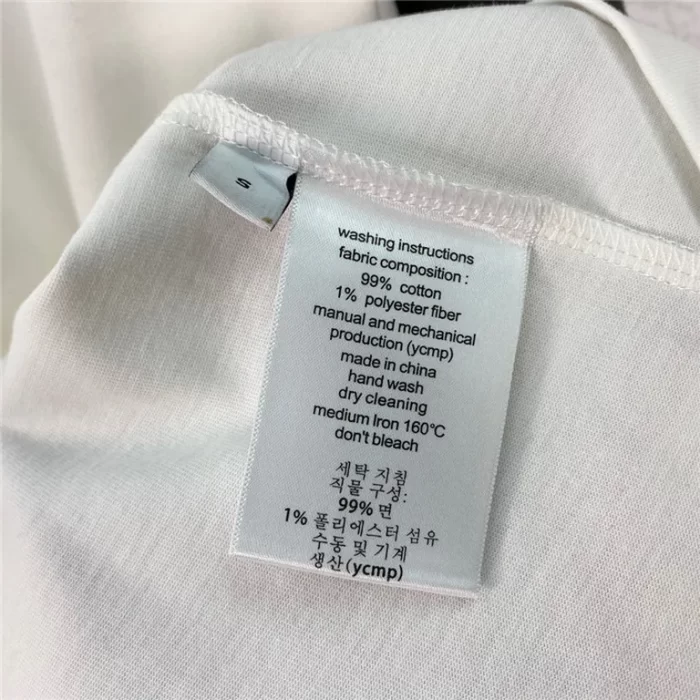 S
washing instructions
fabric composition :
99% cotton
1% polyester fiber
manual and mechanical
production (ycmp)
made in china
hand wash
dry cleaning
medium Iron 160℃
don't bleach
세탁 지침
직물 구성:
99% 면
1% 폴리에스터 섬유
수동 및 기계
생산(ycmp)